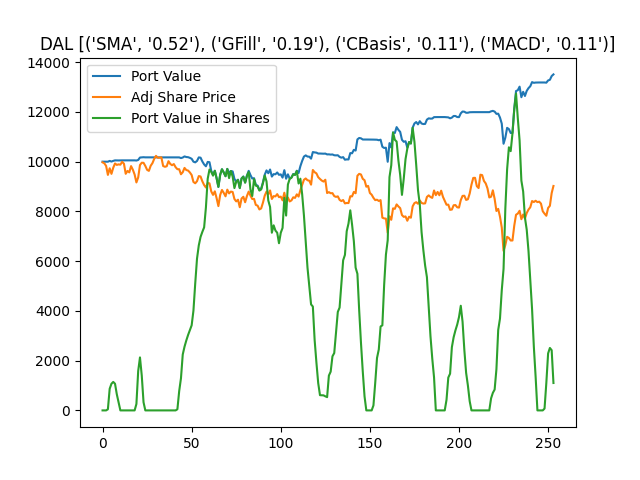 DAL [('SMA', '0.52'), ('GFill', '0.19'), ('CBasis', '0.11'), ('MACD', '0.11')]
Port Value
Adj Share Price
Port Value in Shares
14000
12000
10000
8000
6000
4000
2000
0
0 50 100 150 200 250